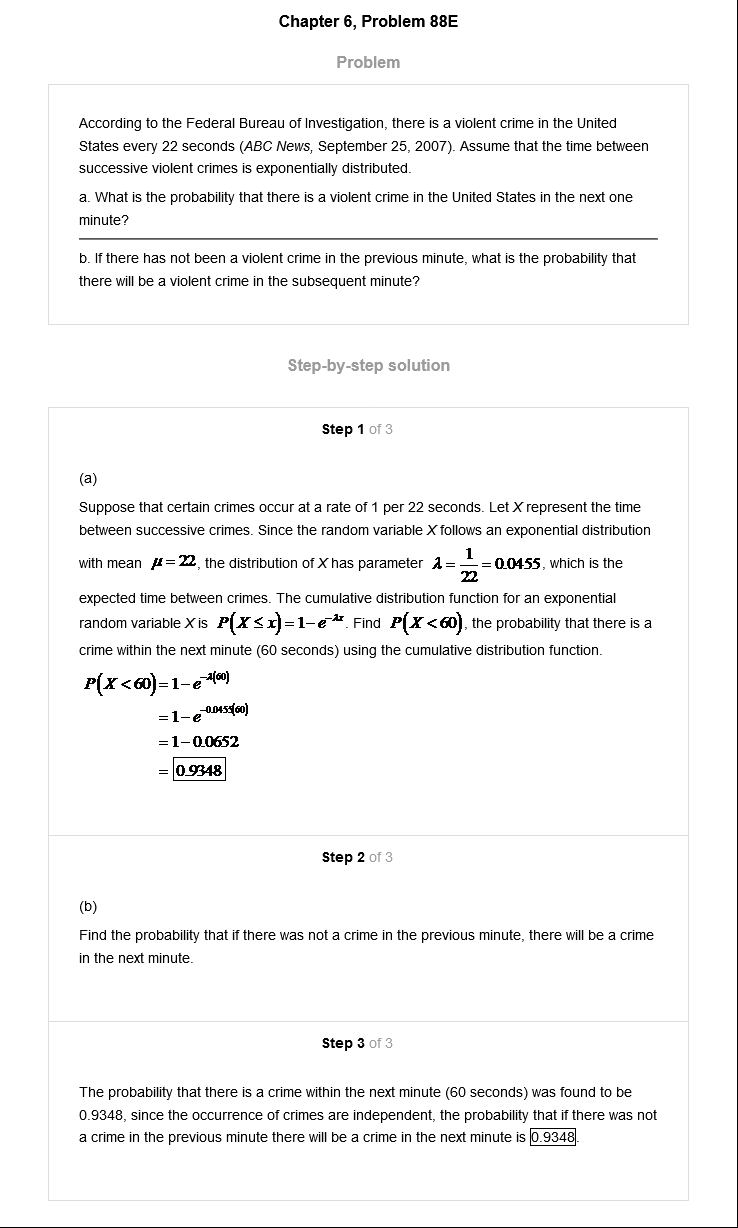 Chapter 6, Problem 88E
Problem
According to the Federal Bureau of Investigation, there is a violent crime in the United
States every 22 seconds (ABC News, September 25, 2007). Assume that the time between
successive violent crimes is exponentially distributed.
a. What is the probability that there is a violent crime in the United States in the next one
minute?
b. If there has not been a violent crime in the previous minute, what is the probability that
there will be a violent crime in the subsequent minute?
Step-by-step solution
Step 1 of 3
(a)
Suppose that certain crimes occur at a rate of 1 per 22 seconds. Let X represent the time
between successive crimes. Since the random variable X follows an exponential distribution
with mean μ = 22, the distribution of X has parameter λ = 1/22 = 0.0455, which is the
expected time between crimes. The cumulative distribution function for an exponential
random variable X is P(X ≤ x) = 1 − e^−λx. Find P(X < 60), the probability that there is a
crime within the next minute (60 seconds) using the cumulative distribution function.
P(X < 60) = 1 − e^−λ(60)
= 1 − e^−0.0455(60)
= 1 − 0.0652
= 0.9348
Step 2 of 3
(b)
Find the probability that if there was not a crime in the previous minute, there will be a crime
in the next minute.
Step 3 of 3
The probability that there is a crime within the next minute (60 seconds) was found to be
0.9348, since the occurrence of crimes are independent, the probability that if there was not
a crime in the previous minute there will be a crime in the next minute is 0.9348.